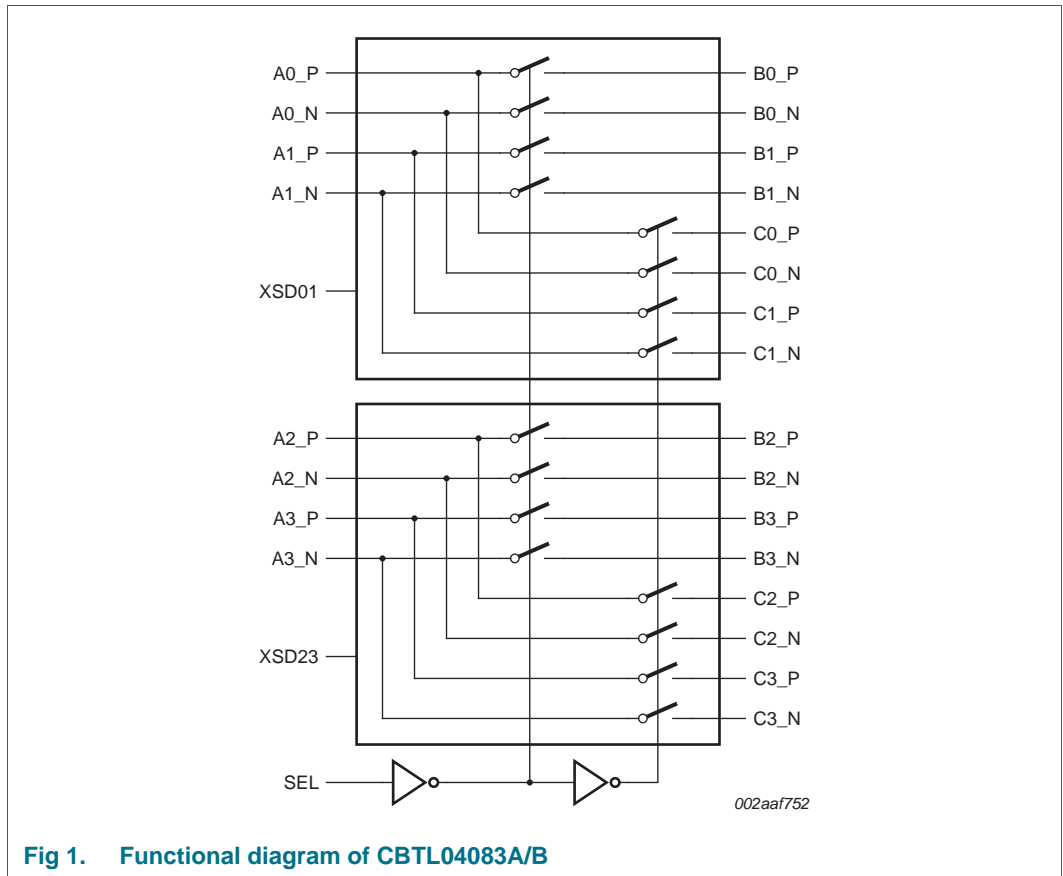 A0_P
B0_P
A0_N
B0_N
A1_P
B1_P
A1_N
B1_N
C0_P
C0_N
XSD01
C1_P
C1_N
A2_P
B2_P
A2_N
B2_N
A3_P
B3_P
A3_N
B3_N
C2_P
C2_N
XSD23
C3_P
C3_N
SEL
002aaf752
Fig 1. Functional diagram of CBTL04083A/B